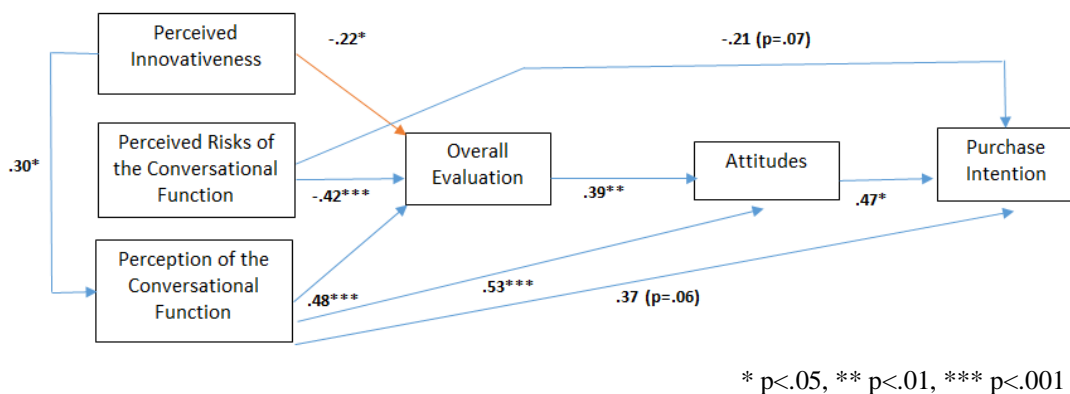 Perceived
Innovativeness
-.22*
-.21 (p=.07)
.30*
Perceived Risks of
the Conversational
Function
-.42***
Overall
Evaluation
.39**
Attitudes
.47*
Purchase
Intention
Perception of the
Conversational
Function
.48***
.53***
.37 (p=.06)
* p<.05, ** p<.01, *** p<.001